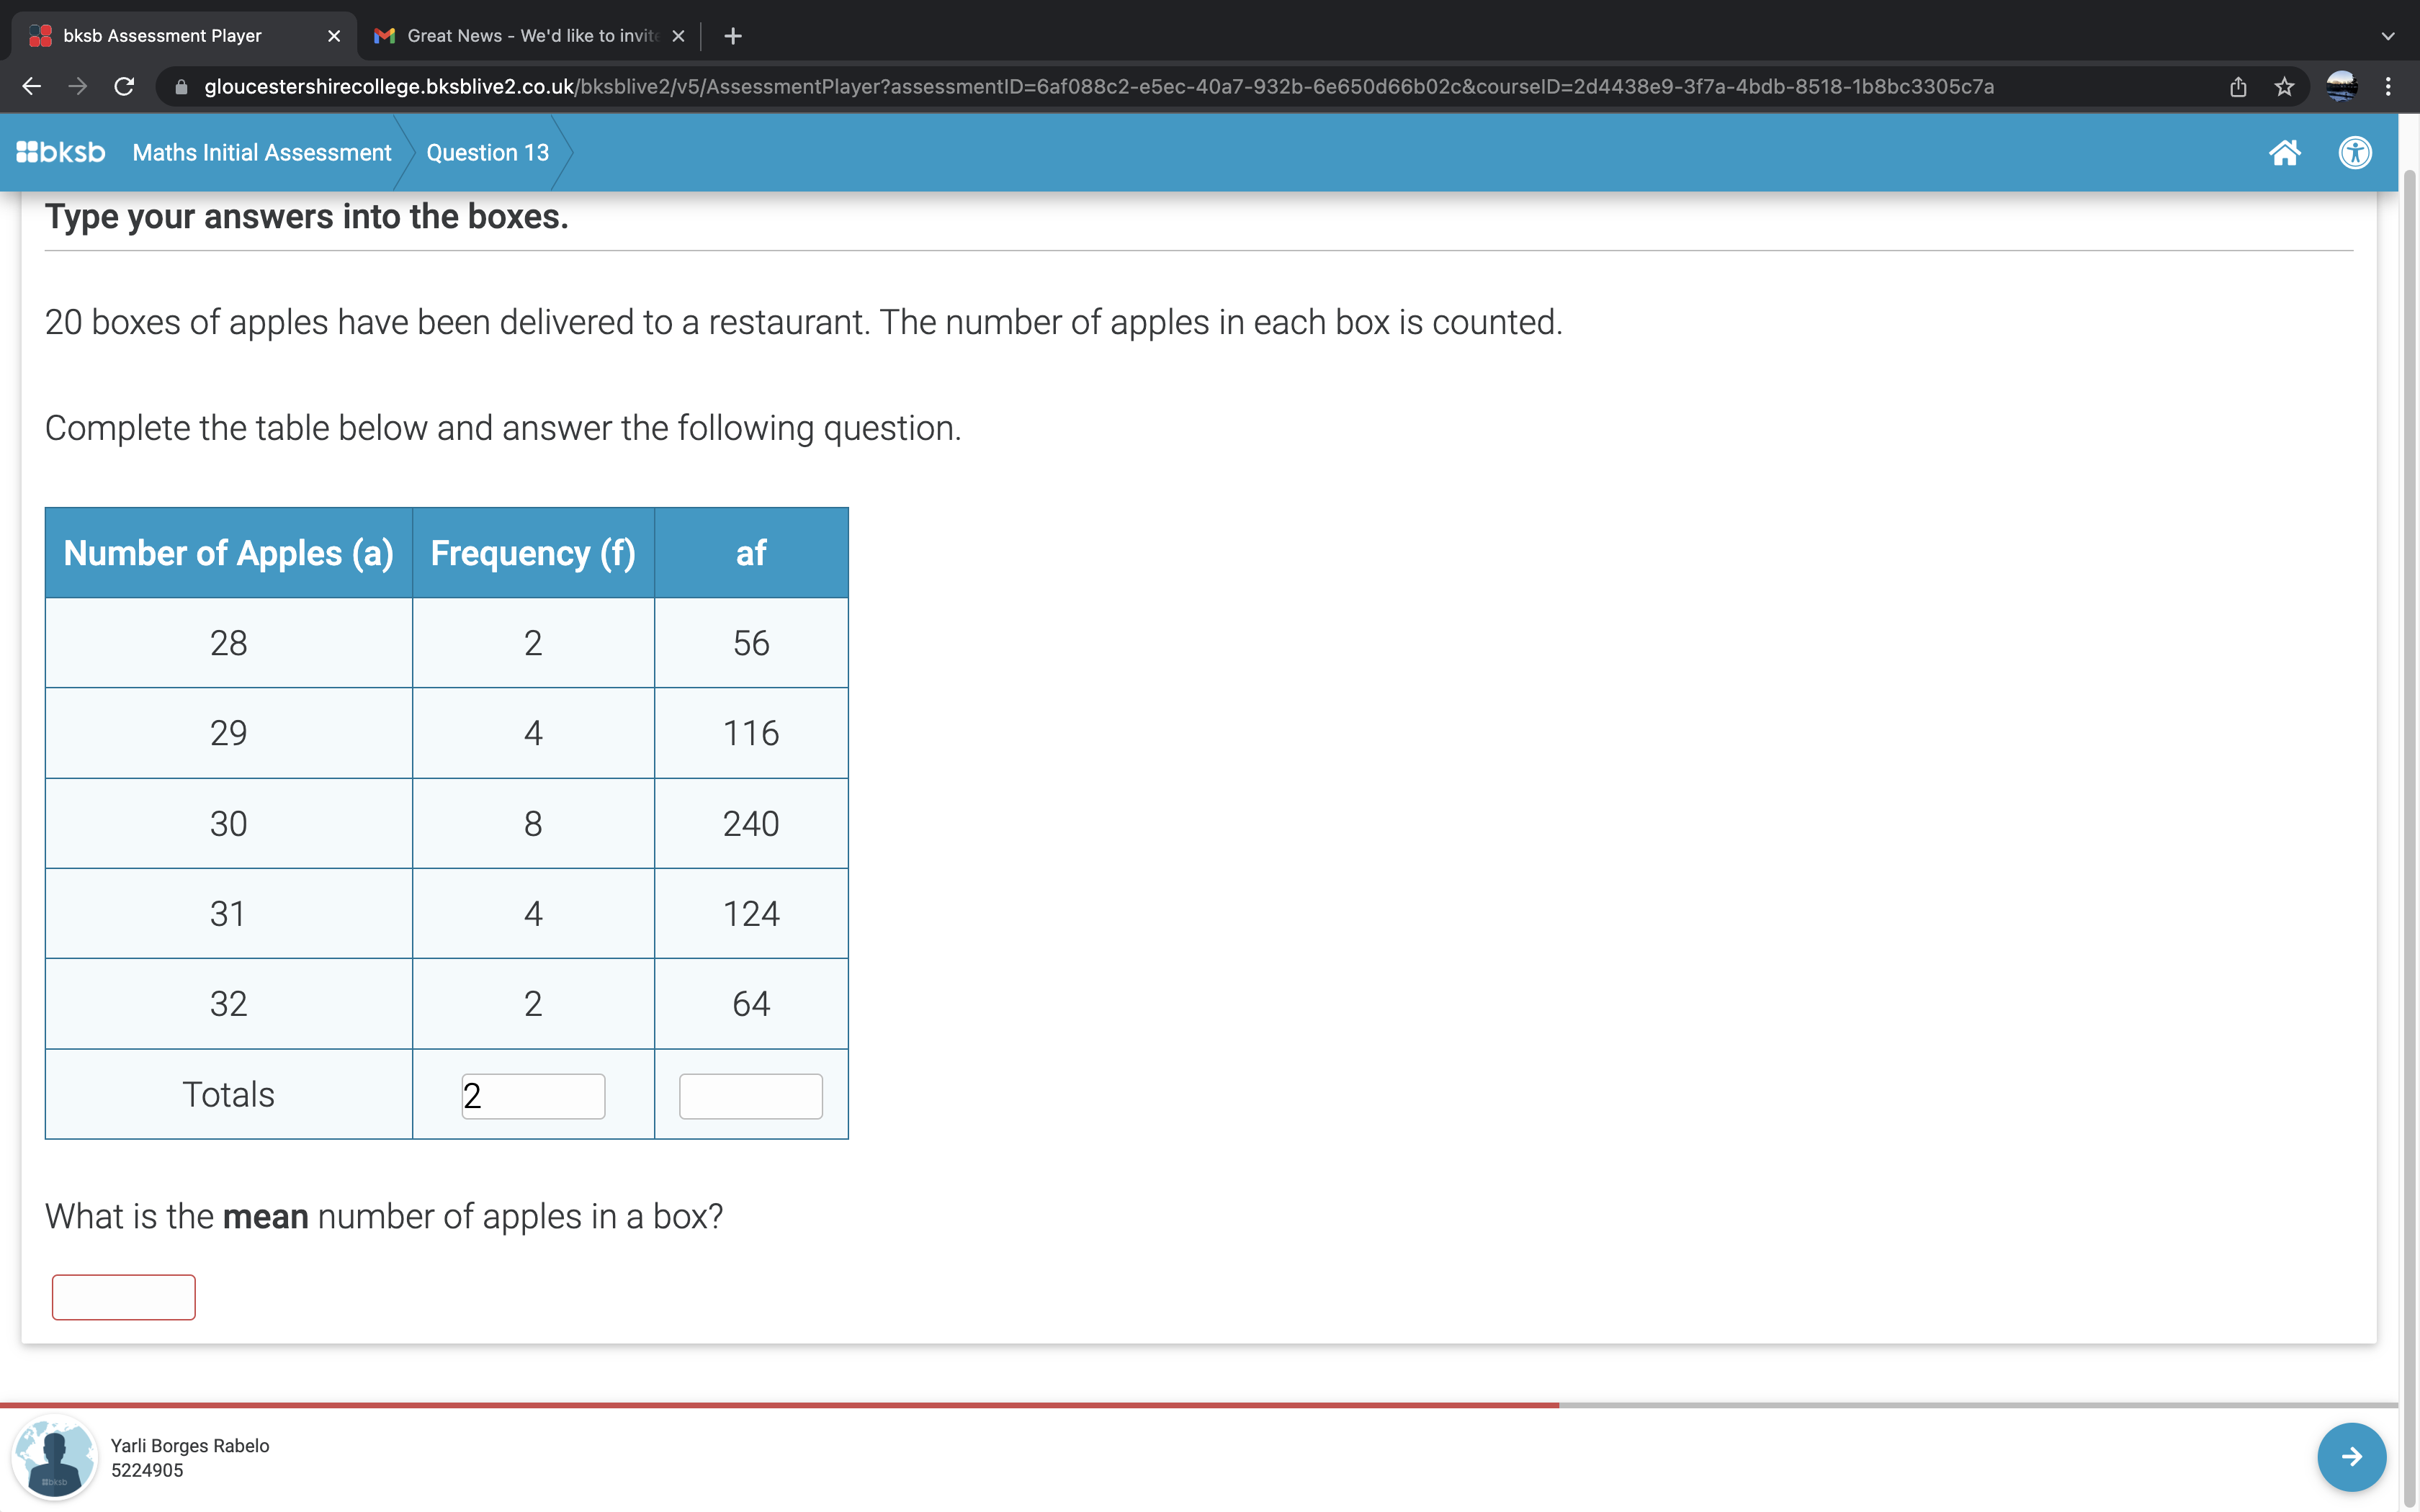 bksb Assessment Player
Great News - We'd like to invite
gloucestershirecollege.bksblive2.co.uk/bksblive2/v5/AssessmentPlayer?assessmentID=6af088c2-e5ec-40a7-932b-6e650d66b02c&courseID=2d4438e9-3f7a-4bdb-8518-1b8bc3305c7a
bksb Maths Initial Assessment Question 13
Type your answers into the boxes.
20 boxes of apples have been delivered to a restaurant. The number of apples in each box is counted.
Complete the table below and answer the following question.
Number of Apples (a) Frequency (f) af
28 2 56
29 4 116
30 8 240
31 4 124
32 2 64
Totals 2
What is the mean number of apples in a box?
Yarli Borges Rabelo
5224905
bksb